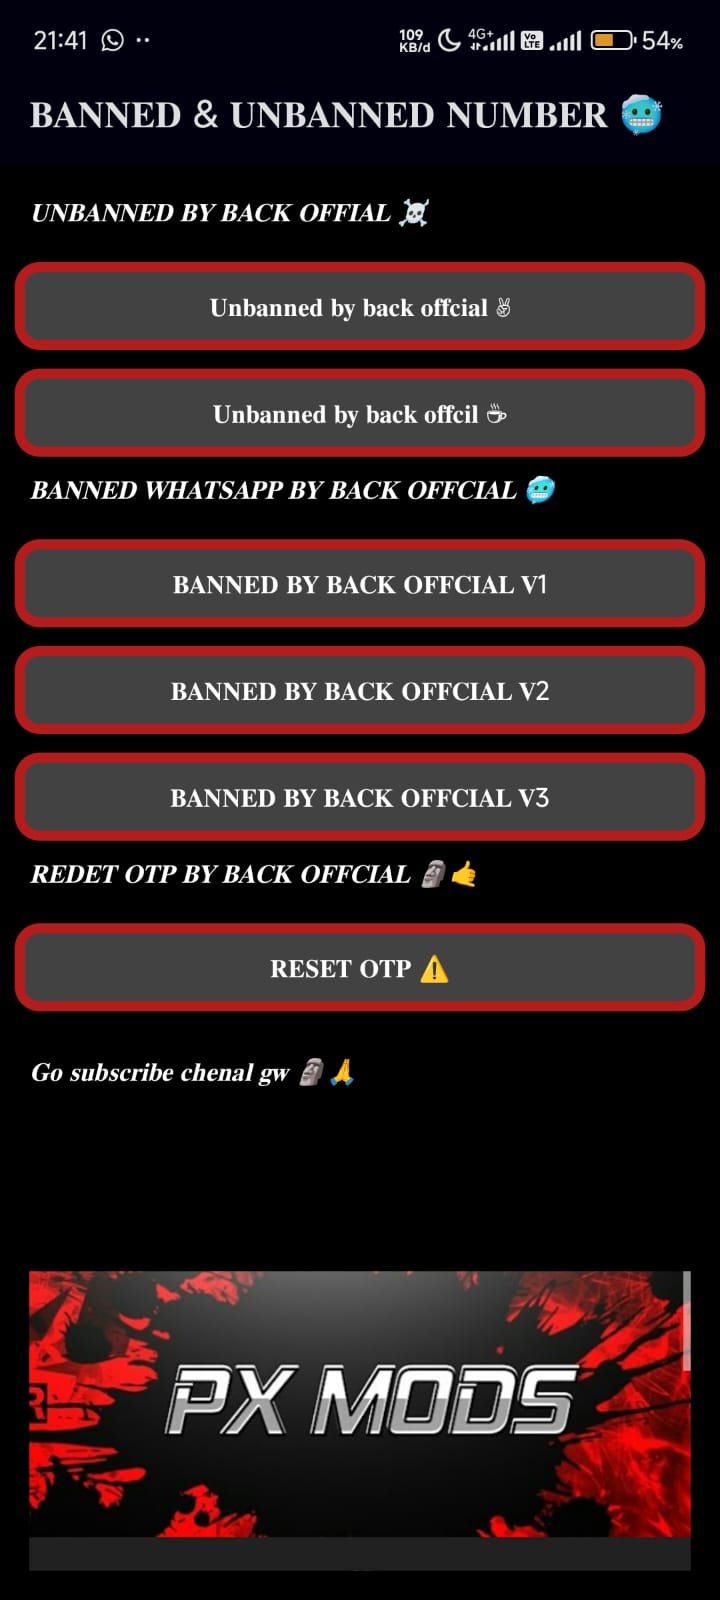 21:41 109 KB/d 4G+ Vo LTE 54%
BANNED & UNBANNED NUMBER 🥶
UNBANNED BY BACK OFFIAL ☠️
Unbanned by back offcial ✌
Unbanned by back offcil ☕
BANNED WHATSAPP BY BACK OFFCIAL 🥶
BANNED BY BACK OFFCIAL V1
BANNED BY BACK OFFCIAL V2
BANNED BY BACK OFFCIAL V3
REDET OTP BY BACK OFFCIAL 🗿🤙
RESET OTP ⚠️
Go subscribe chenal gw 🗿🙏
PX MODS